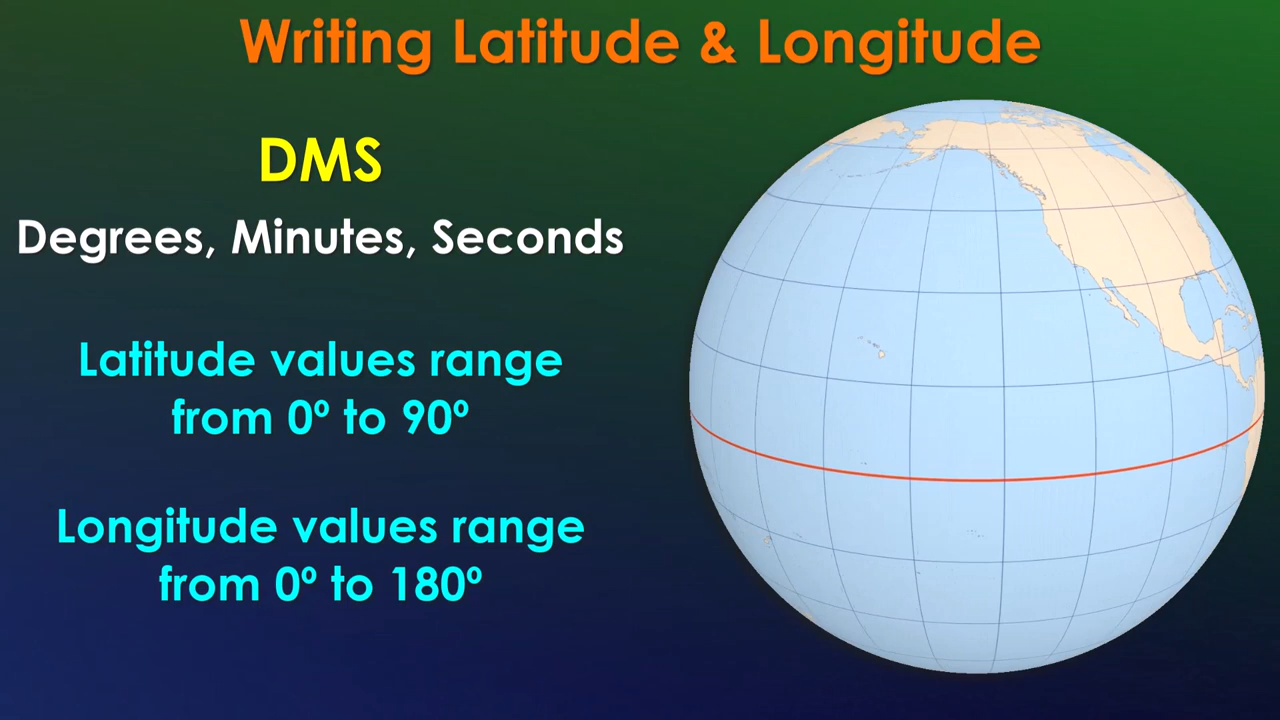 Writing Latitude & Longitude
DMS
Degrees, Minutes, Seconds
Latitude values range
from 0º to 90º
Longitude values range
from 0º to 180º